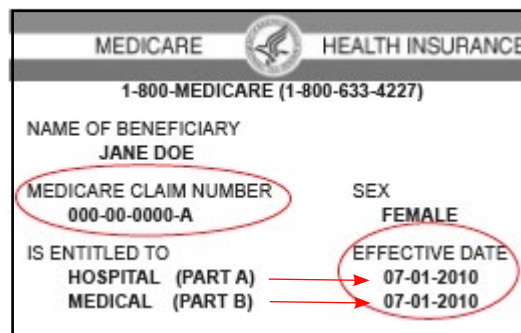 MEDICARE HEALTH INSURANCE
1-800-MEDICARE (1-800-633-4227)
NAME OF BENEFICIARY
JANE DOE
MEDICARE CLAIM NUMBER SEX
000-00-0000-A FEMALE
IS ENTITLED TO EFFECTIVE DATE
HOSPITAL (PART A) 07-01-2010
MEDICAL (PART B) 07-01-2010